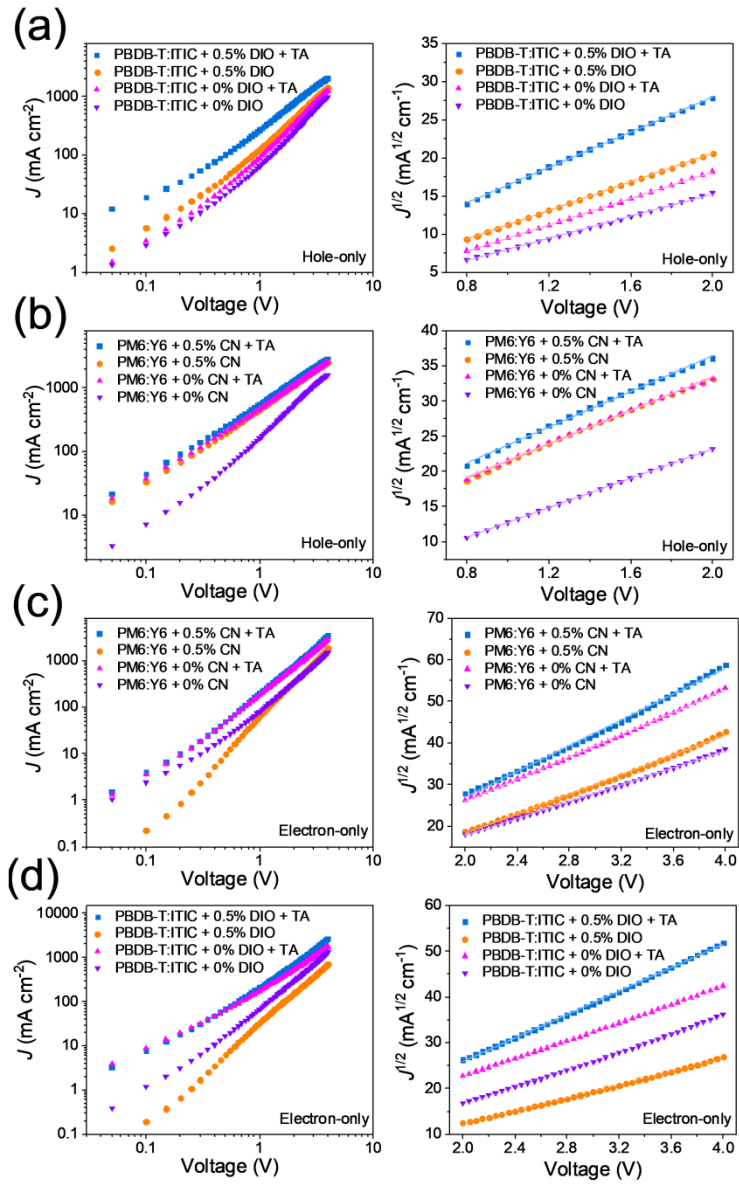 (a)
1000
100
10
1
J (mA cm⁻²)
PBDB-T:ITIC + 0.5% DIO + TA
PBDB-T:ITIC + 0.5% DIO
PBDB-T:ITIC + 0% DIO + TA
PBDB-T:ITIC + 0% DIO
Hole-only
0.1 1 10
Voltage (V)
35
30
25
20
15
10
5
J^1/2 (mA^1/2 cm⁻¹)
PBDB-T:ITIC + 0.5% DIO + TA
PBDB-T:ITIC + 0.5% DIO
PBDB-T:ITIC + 0% DIO + TA
PBDB-T:ITIC + 0% DIO
Hole-only
0.8 1.2 1.6 2.0
Voltage (V)
(b)
1000
100
10
J (mA cm⁻²)
PM6:Y6 + 0.5% CN + TA
PM6:Y6 + 0.5% CN
PM6:Y6 + 0% CN + TA
PM6:Y6 + 0% CN
Hole-only
0.1 1 10
Voltage (V)
40
35
30
25
20
15
10
J^1/2 (mA^1/2 cm⁻¹)
PM6:Y6 + 0.5% CN + TA
PM6:Y6 + 0.5% CN
PM6:Y6 + 0% CN + TA
PM6:Y6 + 0% CN
Hole-only
0.8 1.2 1.6 2.0
Voltage (V)
(c)
1000
100
10
1
0.1
J (mA cm⁻²)
PM6:Y6 + 0.5% CN + TA
PM6:Y6 + 0.5% CN
PM6:Y6 + 0% CN + TA
PM6:Y6 + 0% CN
Electron-only
0.1 1 10
Voltage (V)
70
60
50
40
30
20
J^1/2 (mA^1/2 cm⁻¹)
PM6:Y6 + 0.5% CN + TA
PM6:Y6 + 0.5% CN
PM6:Y6 + 0% CN + TA
PM6:Y6 + 0% CN
Electron-only
2.0 2.4 2.8 3.2 3.6 4.0
Voltage (V)
(d)
10000
1000
100
10
1
0.1
J (mA cm⁻²)
PBDB-T:ITIC + 0.5% DIO + TA
PBDB-T:ITIC + 0.5% DIO
PBDB-T:ITIC + 0% DIO + TA
PBDB-T:ITIC + 0% DIO
Electron-only
0.1 1 10
Voltage (V)
60
50
40
30
20
10
J^1/2 (mA^1/2 cm⁻¹)
PBDB-T:ITIC + 0.5% DIO + TA
PBDB-T:ITIC + 0.5% DIO
PBDB-T:ITIC + 0% DIO + TA
PBDB-T:ITIC + 0% DIO
Electron-only
2.0 2.4 2.8 3.2 3.6 4.0
Voltage (V)